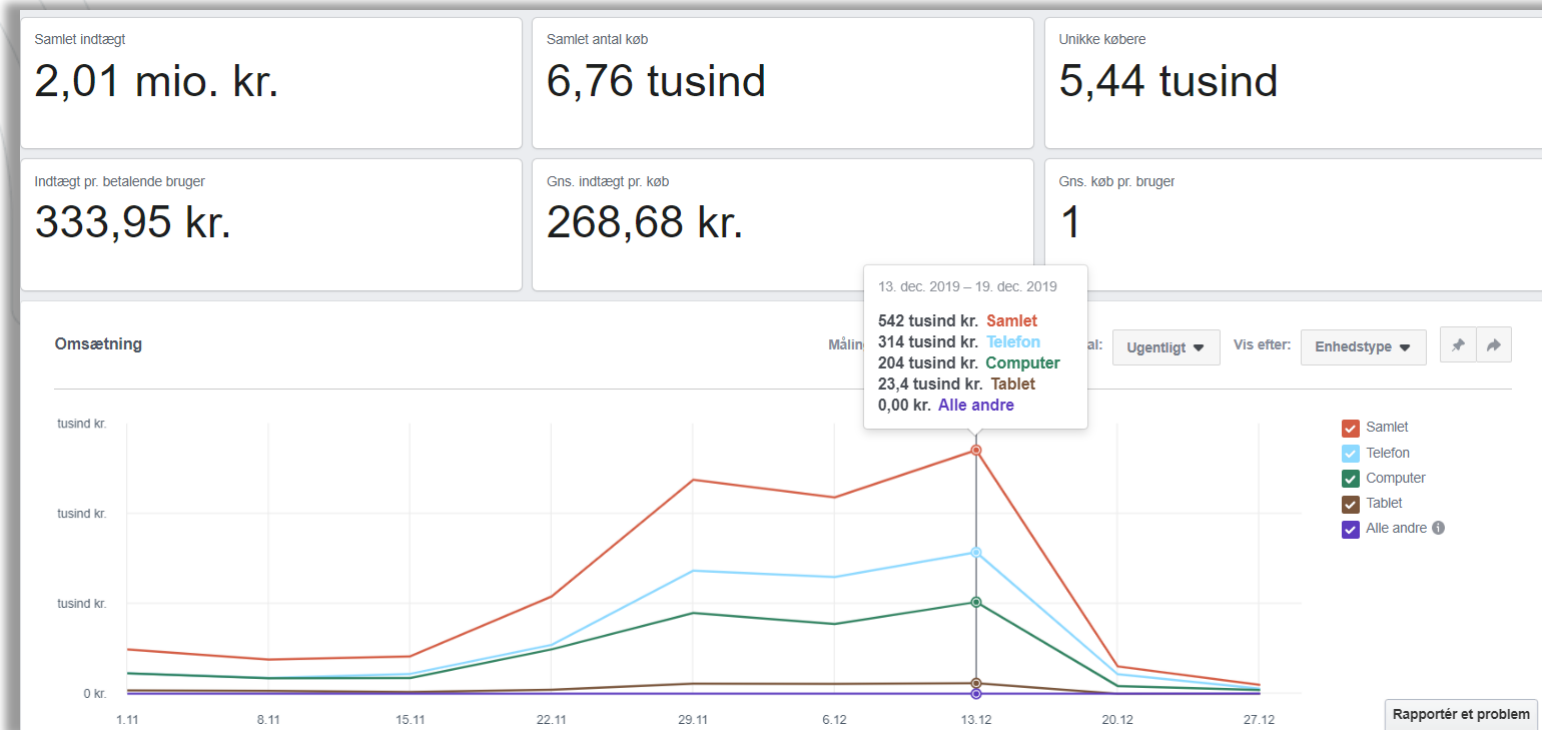 Samlet indtægt
2,01 mio. kr.
Samlet antal køb
6,76 tusind
Unikke købere
5,44 tusind
Indtægt pr. betalende bruger
333,95 kr.
Gns. indtægt pr. køb
268,68 kr.
Gns. køb pr. bruger
1
13. dec. 2019 – 19. dec. 2019
542 tusind kr. Samlet
314 tusind kr. Telefon
204 tusind kr. Computer
23,4 tusind kr. Tablet
0,00 kr. Alle andre
Omsætning
Ugentligt
Vis efter:
Enhedstype
tusind kr.
tusind kr.
tusind kr.
0 kr.
1.11
8.11
15.11
22.11
29.11
6.12
13.12
20.12
27.12
Samlet
Telefon
Computer
Tablet
Alle andre
Rapportér et problem